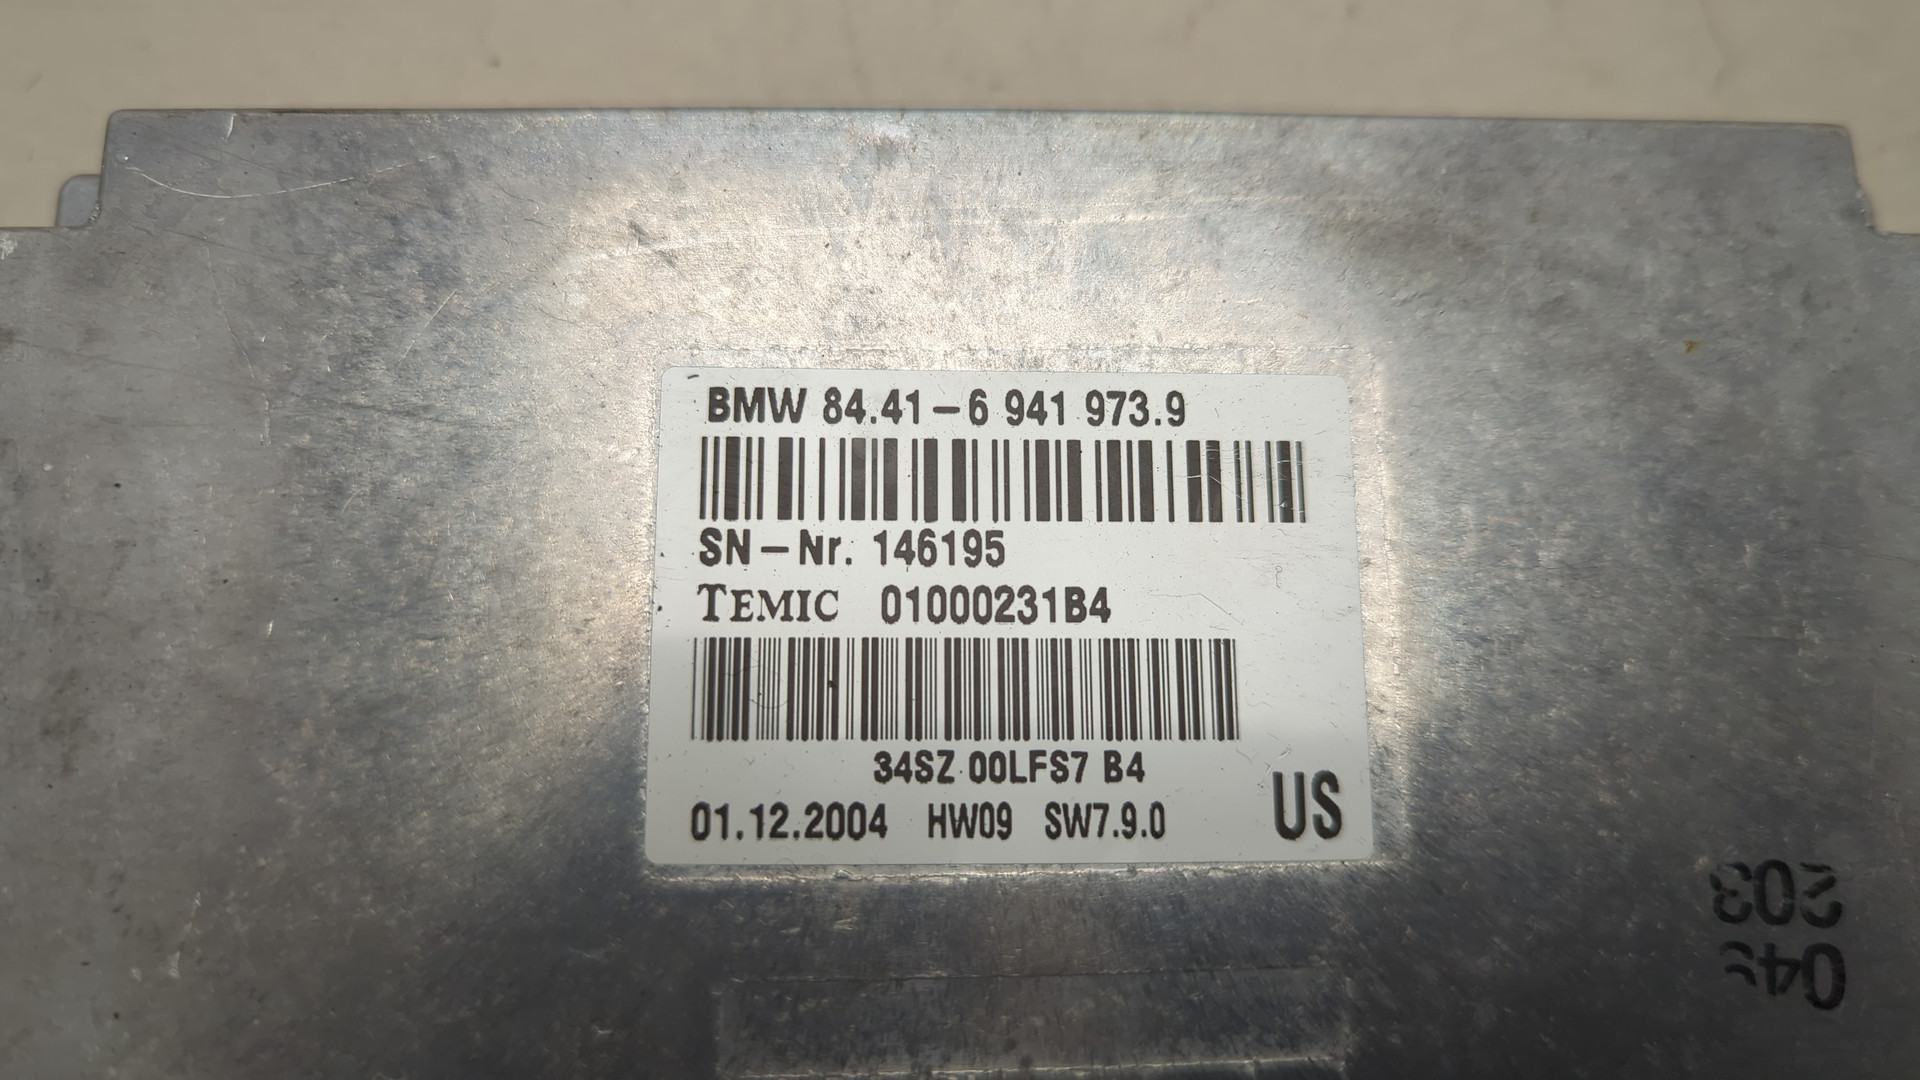 BMW 84.41-6 941 973.9
SN-Nr. 146195
TEMIC 01000231B4
34SZ 00LFS7 B4
01.12.2004 HW09 SW7.9.0
US
203